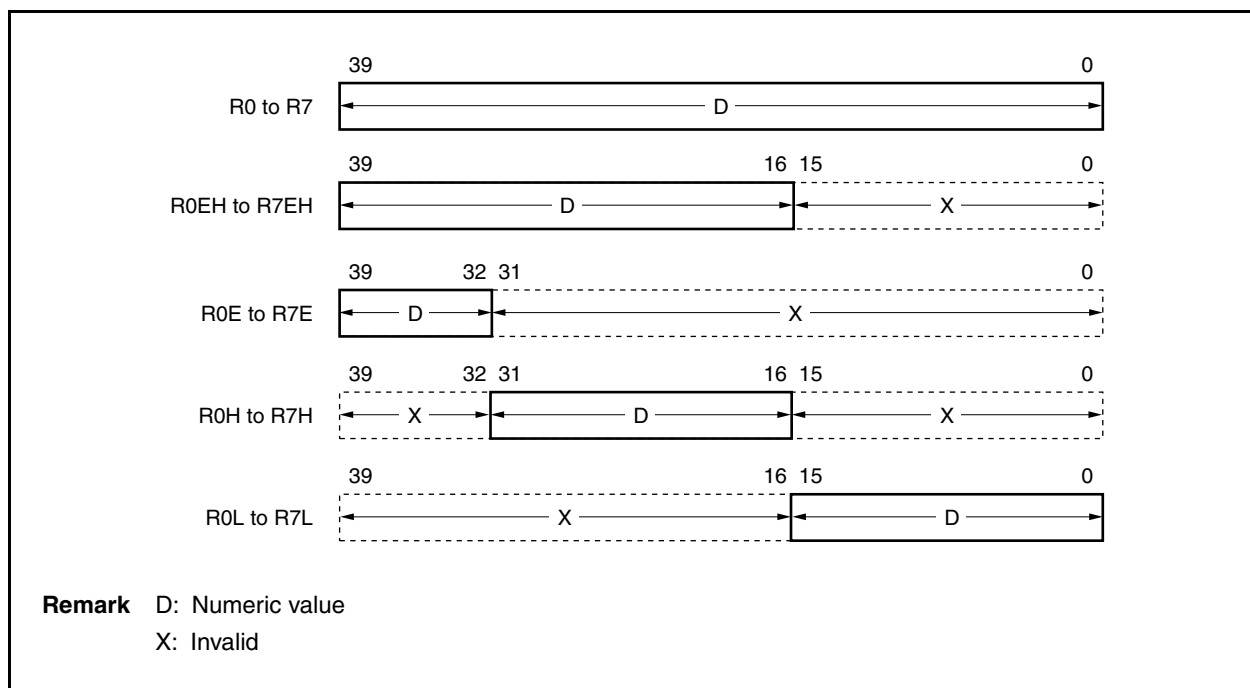 39 0
R0 to R7 D
39 16 15 0
R0EH to R7EH D X
39 32 31 0
R0E to R7E D X
39 32 31 16 15 0
R0H to R7H X D X
39 16 15 0
R0L to R7L X D
Remark D: Numeric value
X: Invalid